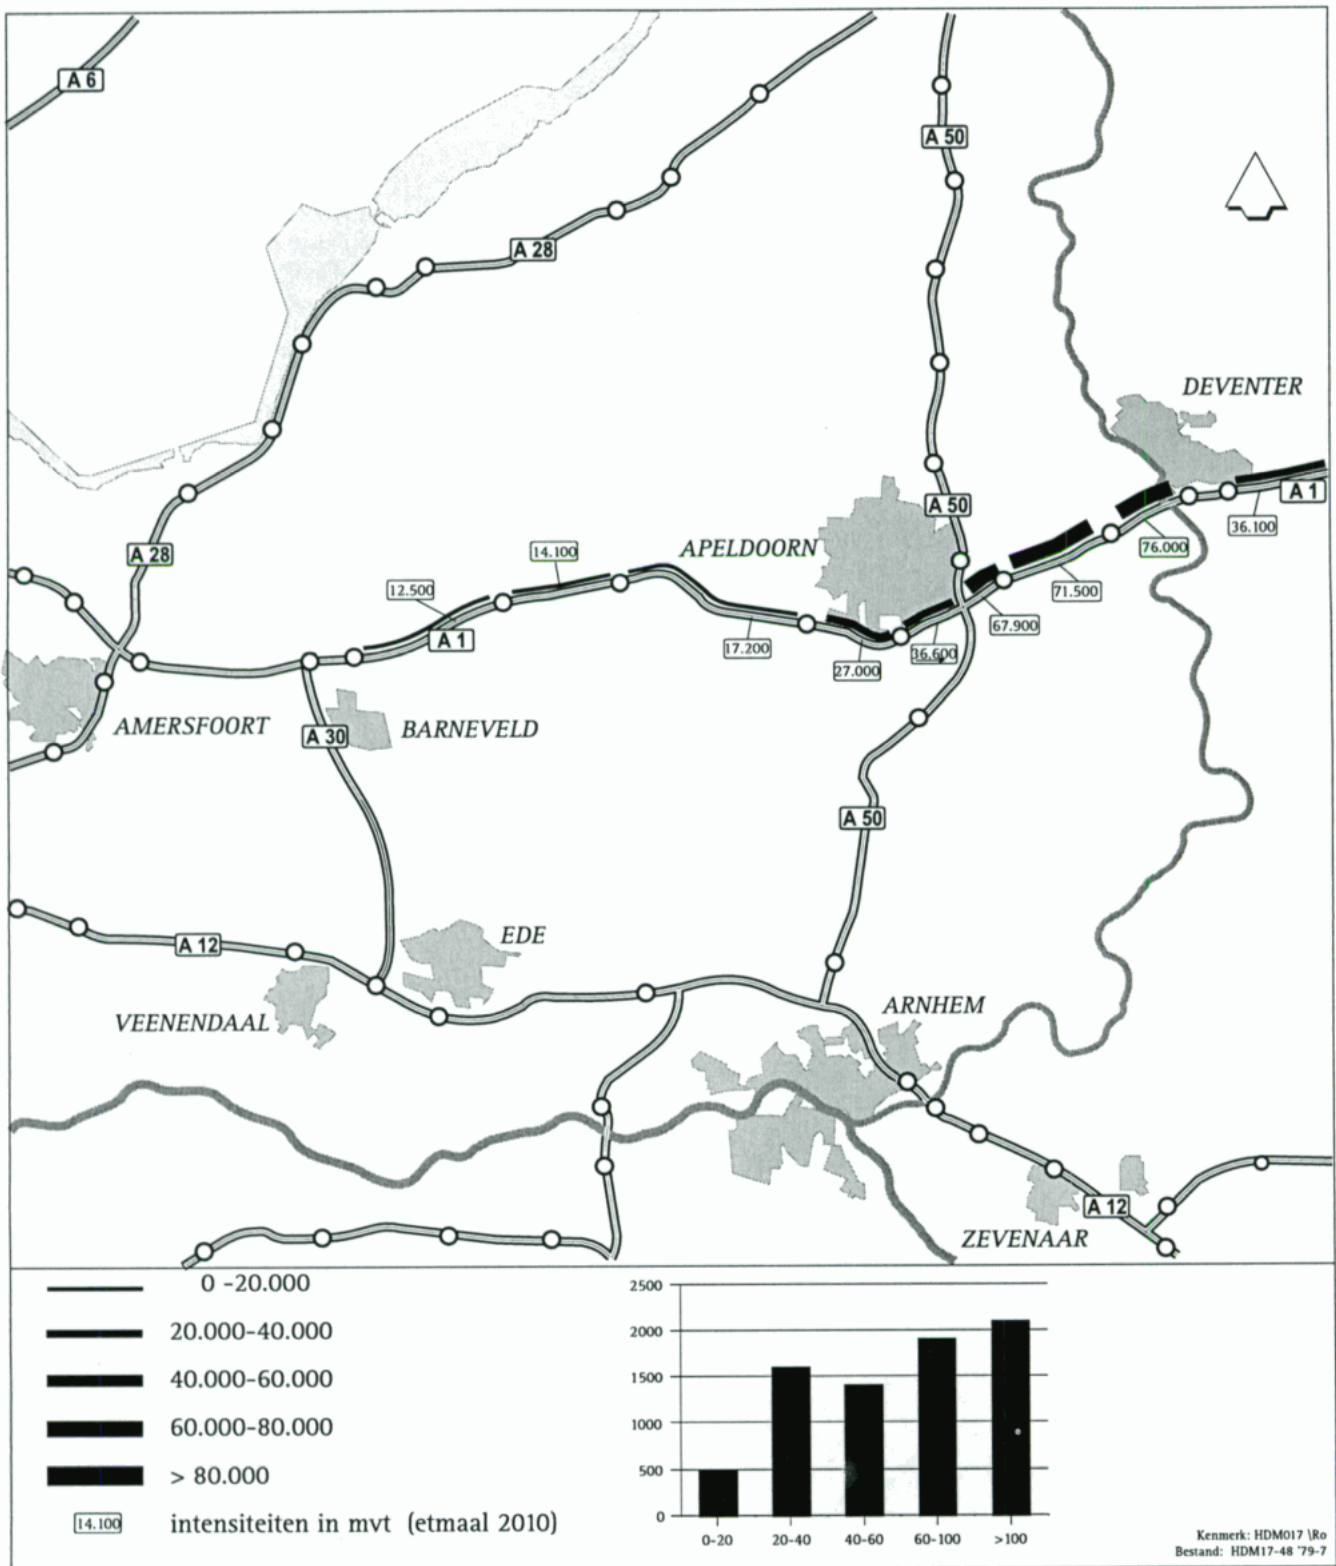 A 6
A 50
A 28
DEVENTER
A 1
A 50
36.100
APELDOORN
76.000
A 28
14.100
12.500
71.500
A 1
67.900
17.200
36.600
27.000
AMERSFOORT
A 30
BARNEVELD
A 50
EDE
A 12
VEENENDAAL
ARNHEM
A 12
ZEVENAAR
0 -20.000
20.000-40.000
40.000-60.000
60.000-80.000
> 80.000
14.100 intensiteiten in mvt (etmaal 2010)
2500
2000
1500
1000
500
0
0-20 20-40 40-60 60-100 >100
Kenmerk: HDM017 \Ro
Bestand: HDM17-48 '79-7